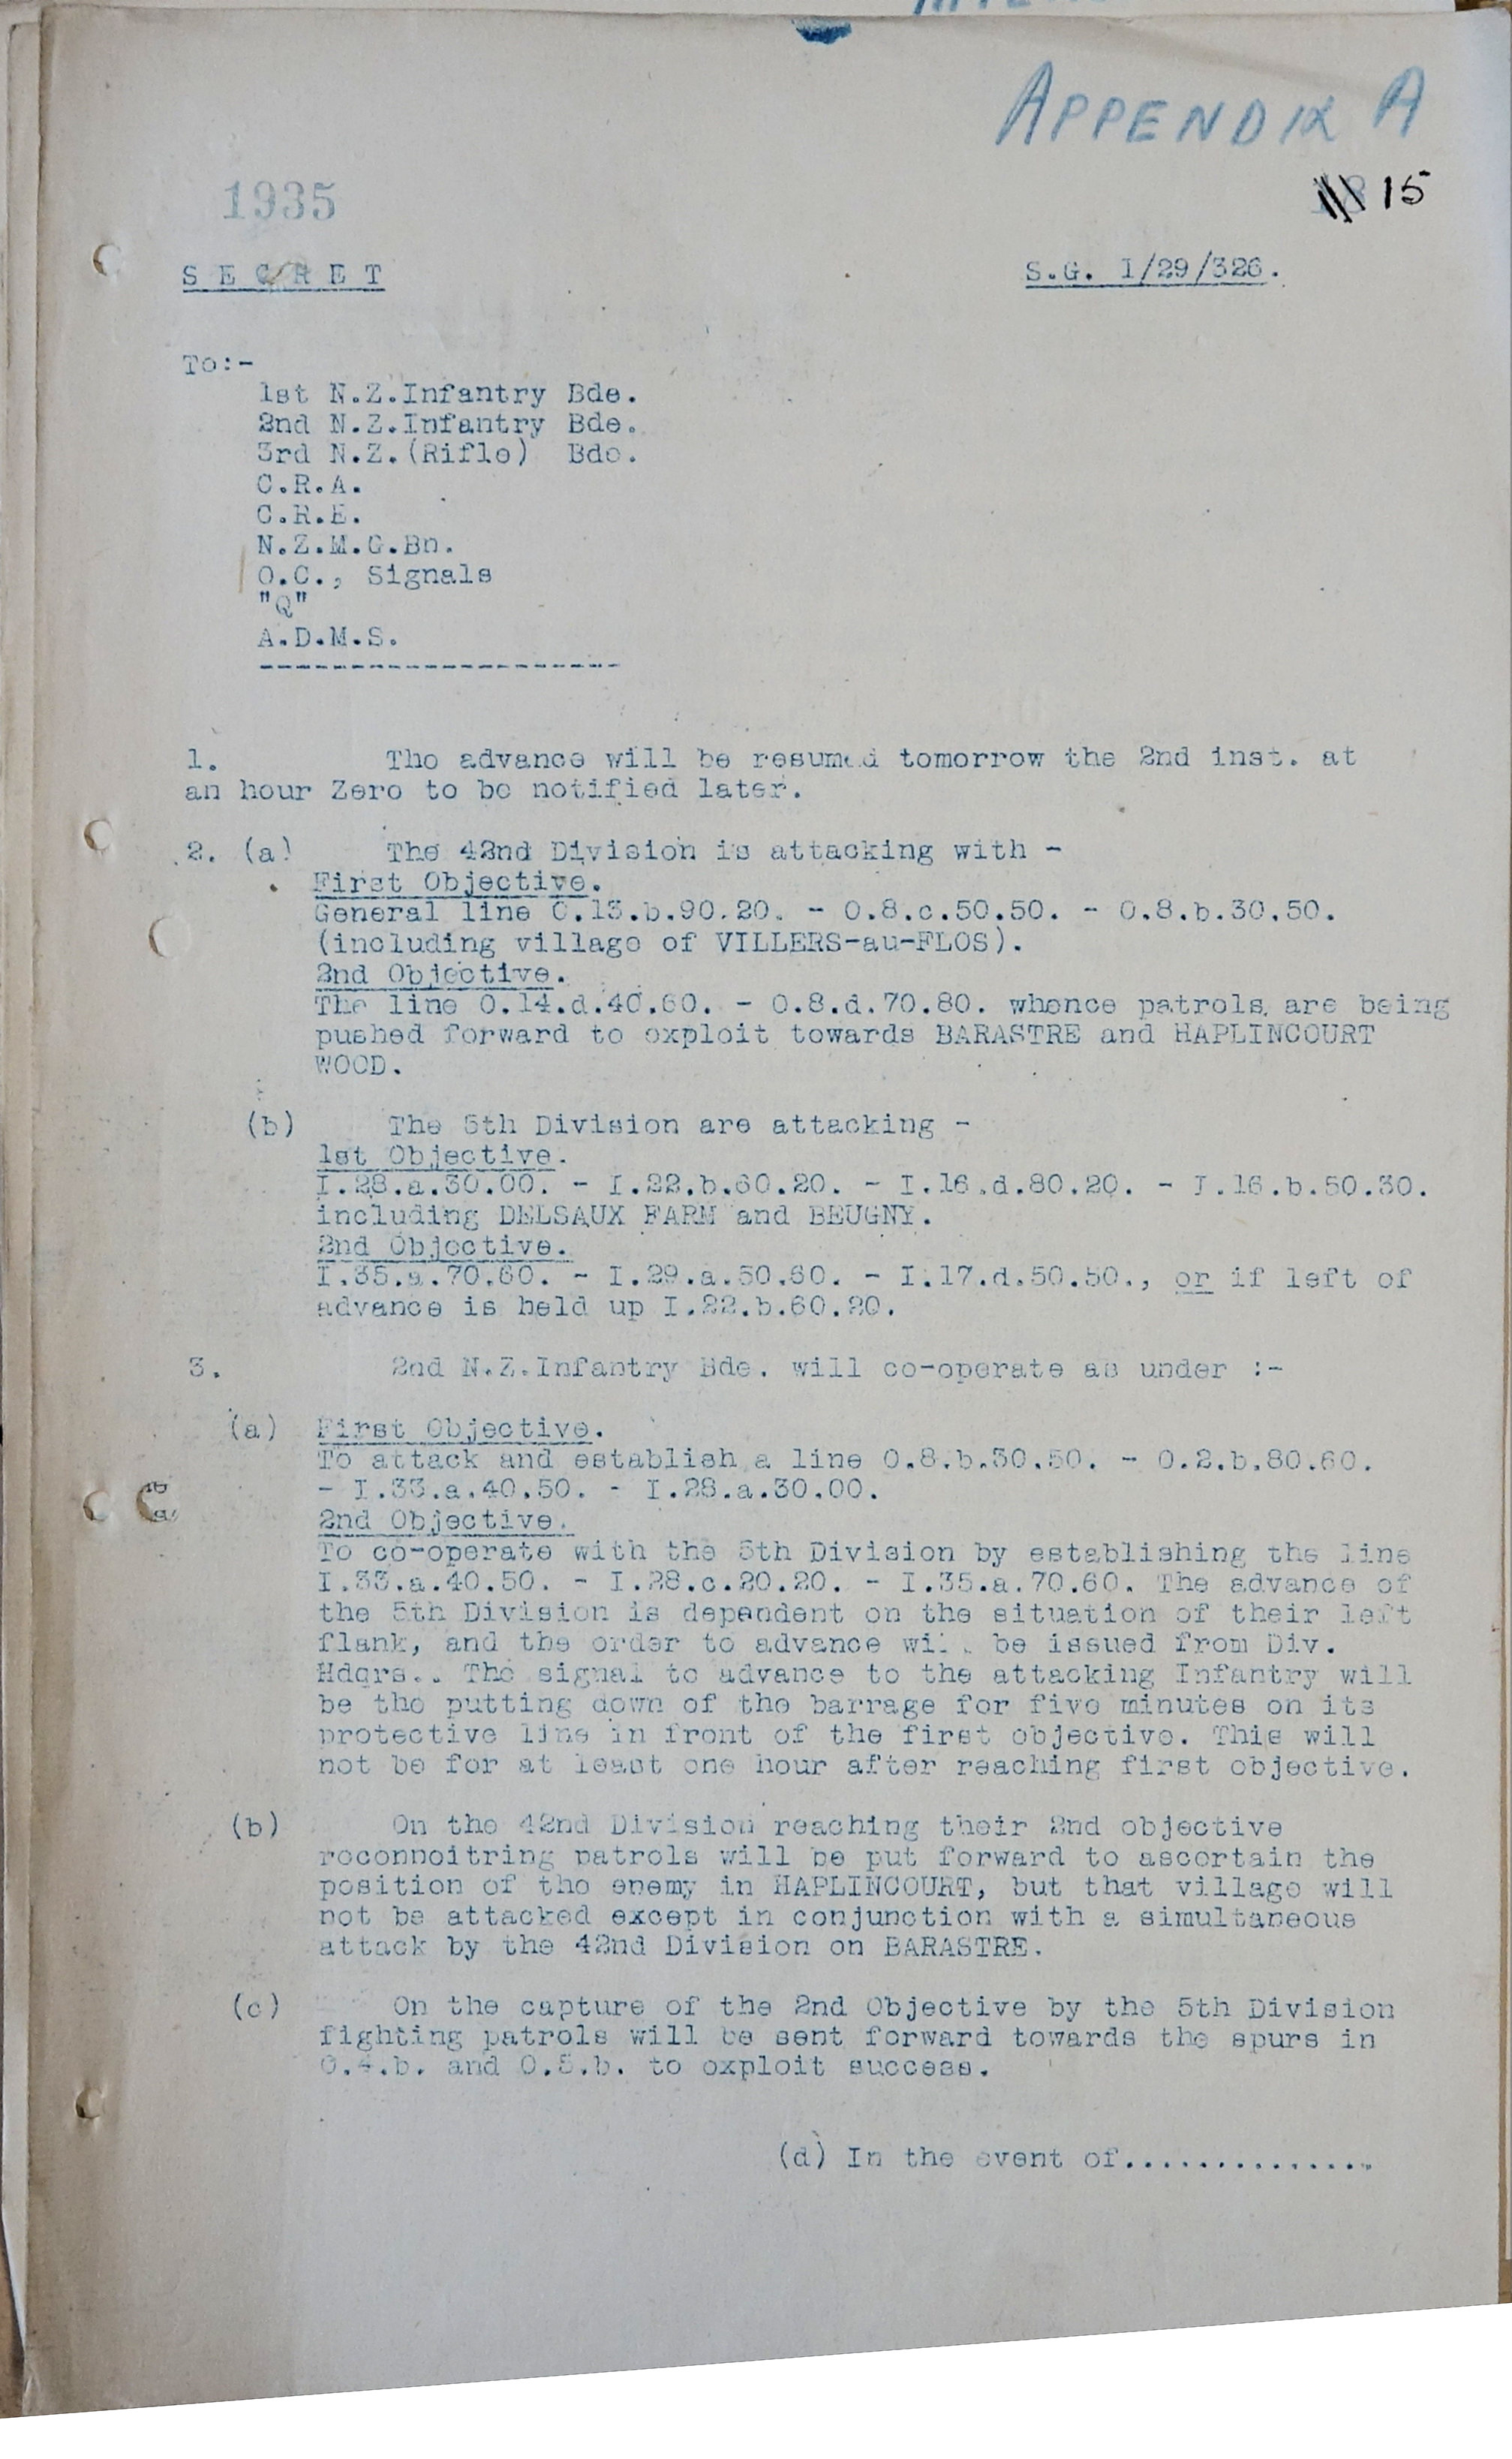 APPENDIX A
1935
15
SECRET
S.G. 1/29/326.
To:-
1st N.Z.Infantry Bde.
2nd N.Z.Infantry Bde.
3rd N.Z.(Rifle) Bde.
C.R.A.
C.R.E.
N.Z.M.G.Bn.
O.C., Signals
"Q"
A.D.M.S.
--------------------
1. The advance will be resumed tomorrow the 2nd inst. at
an hour Zero to be notified later.
2. (a) The 42nd Division is attacking with -
First Objective.
General line O.13.b.90.20. - O.8.c.50.50. - O.8.b.30.50.
(including village of VILLERS-au-FLOS).
2nd Objective.
The line O.14.d.40.60. - O.8.d.70.80. whence patrols are being
pushed forward to exploit towards BARASTRE and HAPLINCOURT
WOOD.
(b) The 5th Division are attacking -
1st Objective.
I.28.a.30.00. - I.22.b.60.20. - I.16.d.80.20. - I.16.b.50.30.
including DELSAUX FARM and BEUGNY.
2nd Objective.
I.35.a.70.60. - I.29.a.50.60. - I.17.d.50.50., or if left of
advance is held up I.22.b.60.20.
3. 2nd N.Z.Infantry Bde. will co-operate as under :-
(a) First Objective.
To attack and establish a line O.8.b.30.50. - O.2.b.80.60.
- I.33.a.40.50. - I.28.a.30.00.
2nd Objective.
To co-operate with the 5th Division by establishing the line
I.33.a.40.50. - I.28.c.20.20. - I.35.a.70.60. The advance of
the 5th Division is dependent on the situation of their left
flank, and the order to advance will be issued from Div.
Hdqrs.. The signal to advance to the attacking Infantry will
be the putting down of the barrage for five minutes on its
protective line in front of the first objective. This will
not be for at least one hour after reaching first objective.
(b) On the 42nd Division reaching their 2nd objective
reconnoitring patrols will be put forward to ascertain the
position of the enemy in HAPLINCOURT, but that village will
not be attacked except in conjunction with a simultaneous
attack by the 42nd Division on BARASTRE.
(c) On the capture of the 2nd Objective by the 5th Division
fighting patrols will be sent forward towards the spurs in
O.4.b. and O.5.b. to exploit success.
(d) In the event of...............